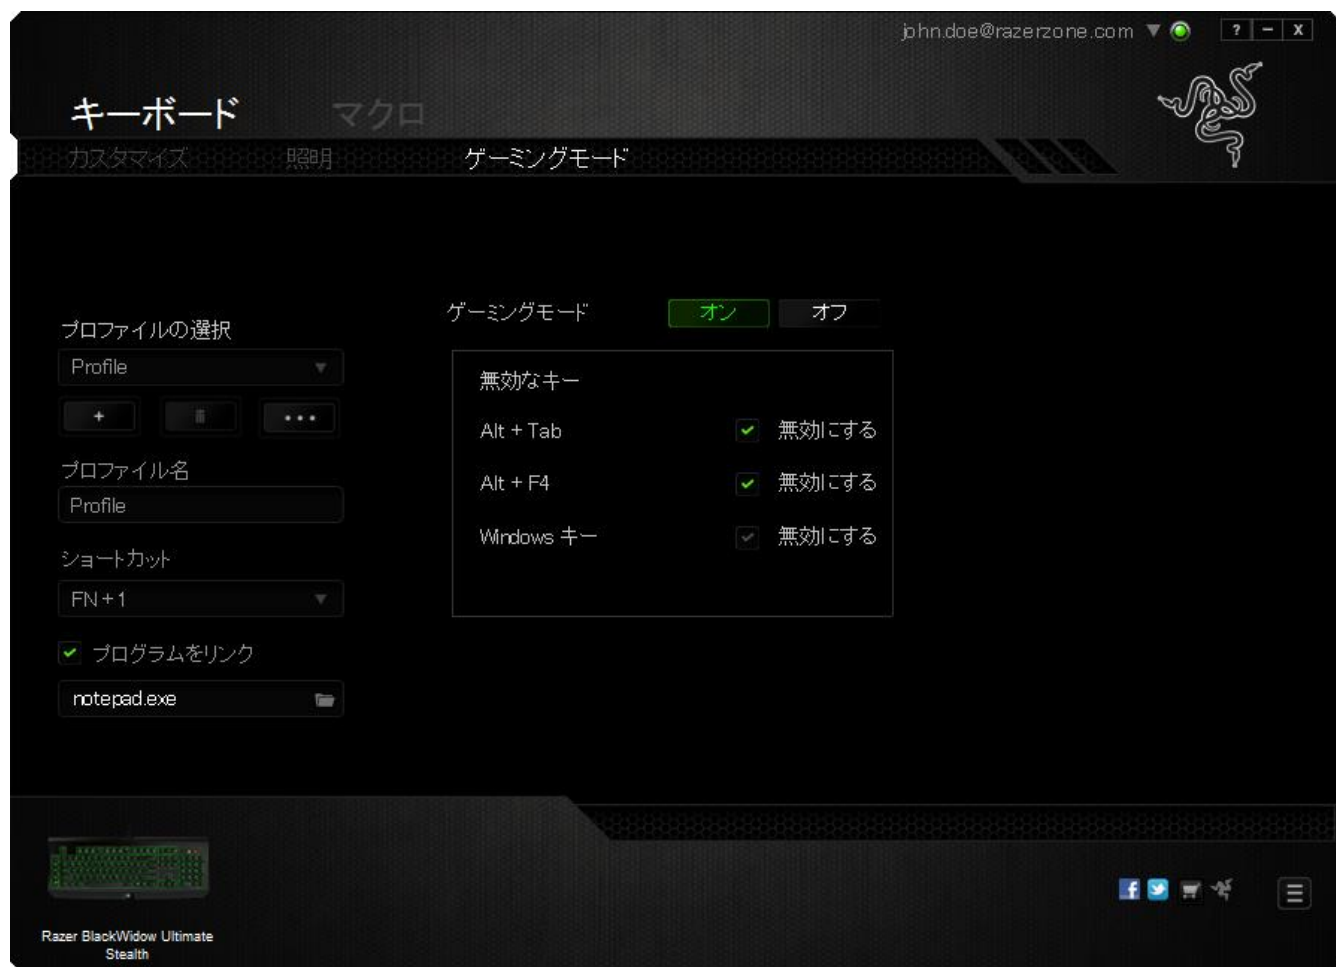 john.doe@razerzone.com
? − X
キーボード マクロ
カスタマイズ 照明 ゲーミングモード
ゲーミングモード オン オフ
プロファイルの選択
Profile
無効なキー
+ •••
Alt + Tab 無効にする
プロファイル名
Profile
Alt + F4 無効にする
ショートカット
Windows キー 無効にする
FN + 1
プログラムをリンク
notepad.exe
Razer BlackWidow Ultimate
Stealth